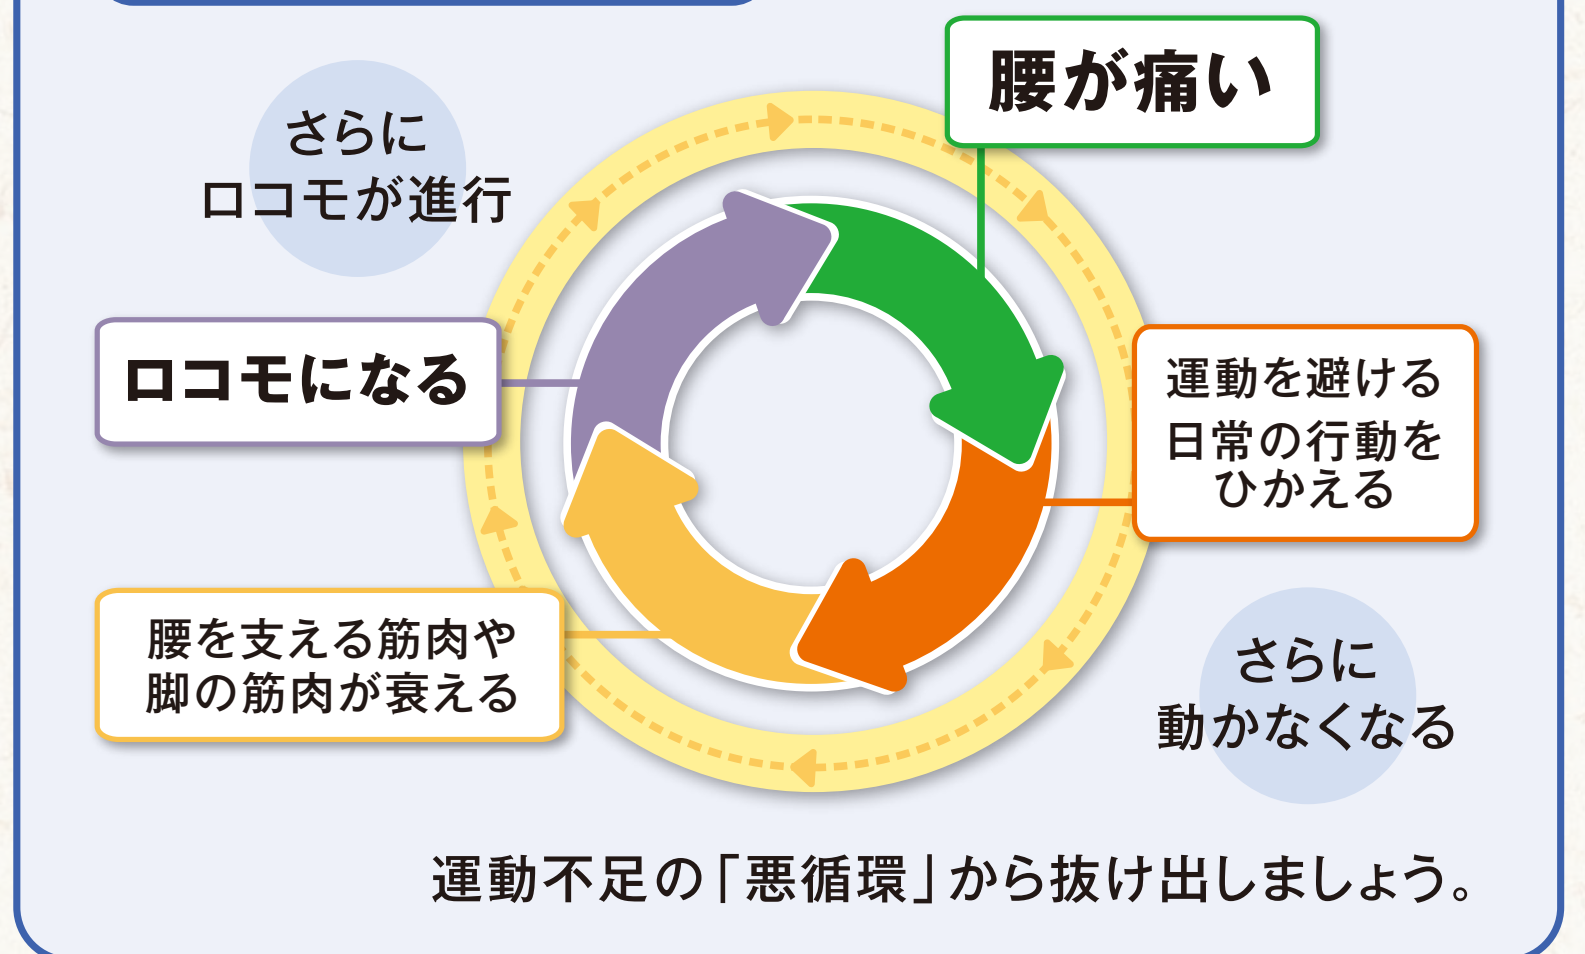 腰が痛い
さらに
ロコモが進行
ロコモになる
運動を避ける
日常の行動を
ひかえる
腰を支える筋肉や
脚の筋肉が衰える
さらに
動かなくなる
運動不足の「悪循環」から抜け出しましょう。